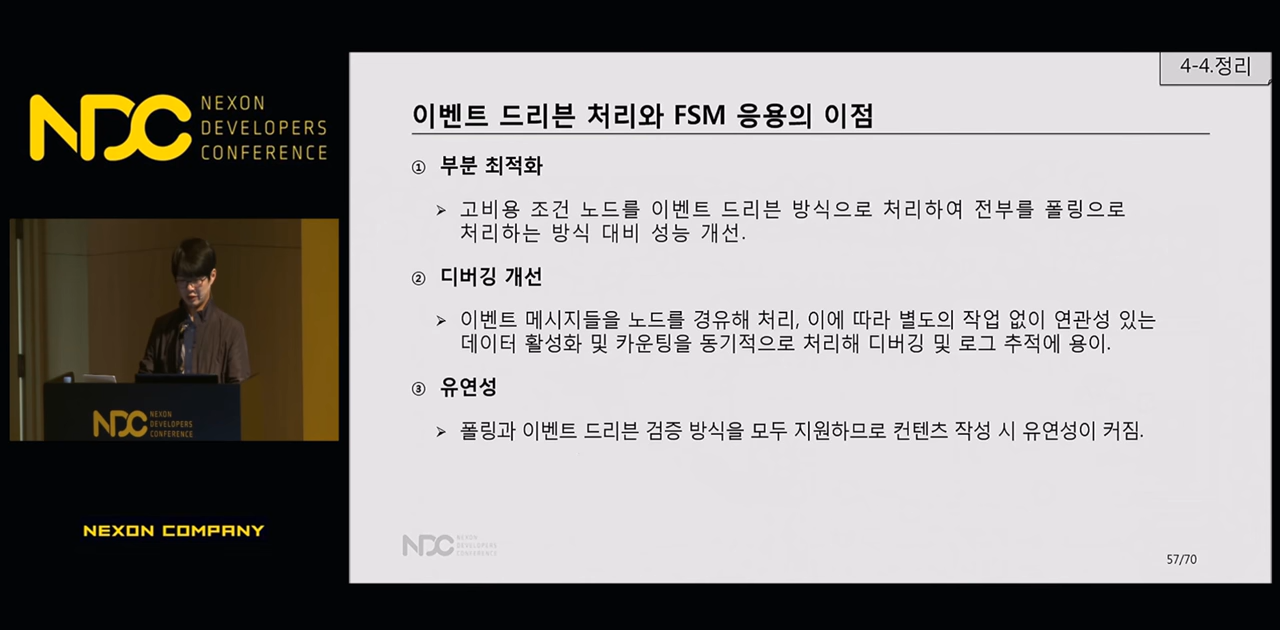 NDC
NEXON
DEVELOPERS
CONFERENCE
NDC
NEXON
DEVELOPERS
CONFERENCE
NEXON COMPANY
4-4.정리
이벤트 드리븐 처리와 FSM 응용의 이점
① 부분 최적화
➢ 고비용 조건 노드를 이벤트 드리븐 방식으로 처리하여 전부를 폴링으로
처리하는 방식 대비 성능 개선.
② 디버깅 개선
➢ 이벤트 메시지들을 노드를 경유해 처리, 이에 따라 별도의 작업 없이 연관성 있는
데이터 활성화 및 카운팅을 동기적으로 처리해 디버깅 및 로그 추적에 용이.
③ 유연성
➢ 폴링과 이벤트 드리븐 검증 방식을 모두 지원하므로 컨텐츠 작성 시 유연성이 커짐.
NDC
NEXON
DEVELOPERS
CONFERENCE
57/70